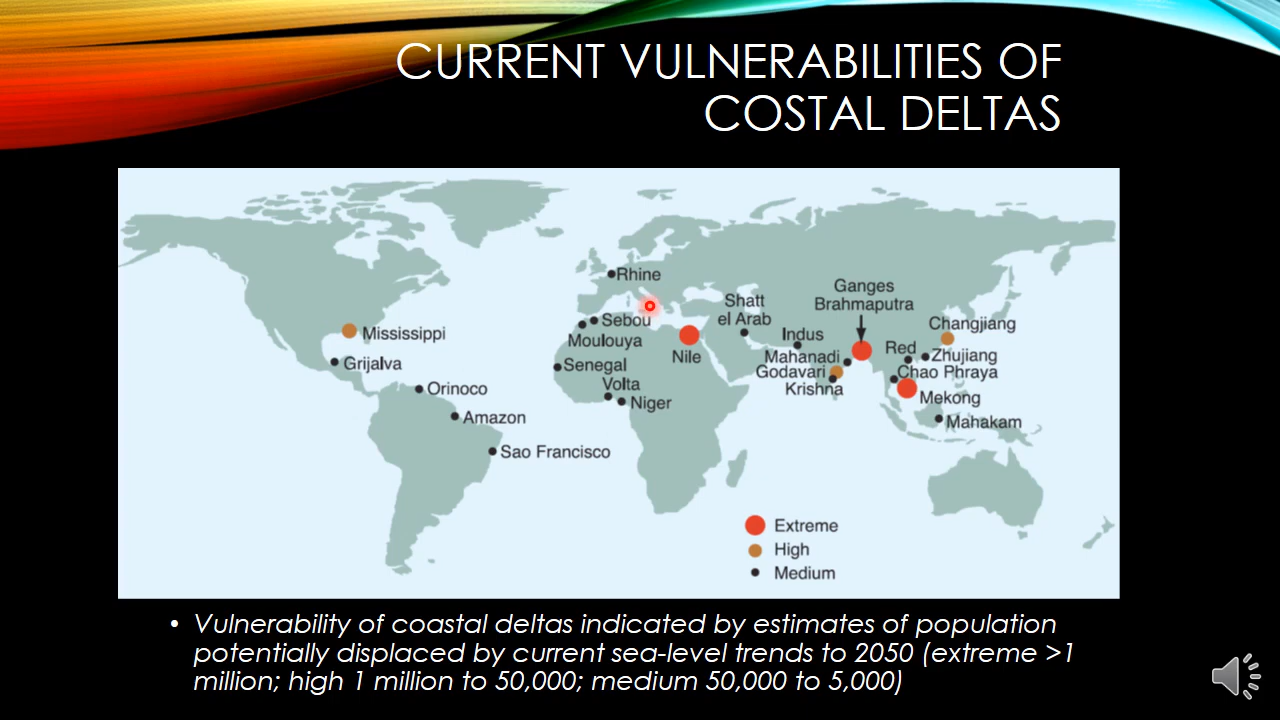 CURRENT VULNERABILITIES OF
COSTAL DELTAS
Rhine
Ganges
Brahmaputra
Shatt
el Arab
Sebou
Moulouya
Nile
Indus
Mahanadi
Godavari
Krishna
Red
Changjiang
Zhujiang
Chao Phraya
Mekong
Mahakam
Mississippi
Grijalva
Senegal
Volta
Niger
Orinoco
Amazon
Sao Francisco
Extreme
High
Medium
• Vulnerability of coastal deltas indicated by estimates of population
potentially displaced by current sea-level trends to 2050 (extreme >1
million; high 1 million to 50,000; medium 50,000 to 5,000)